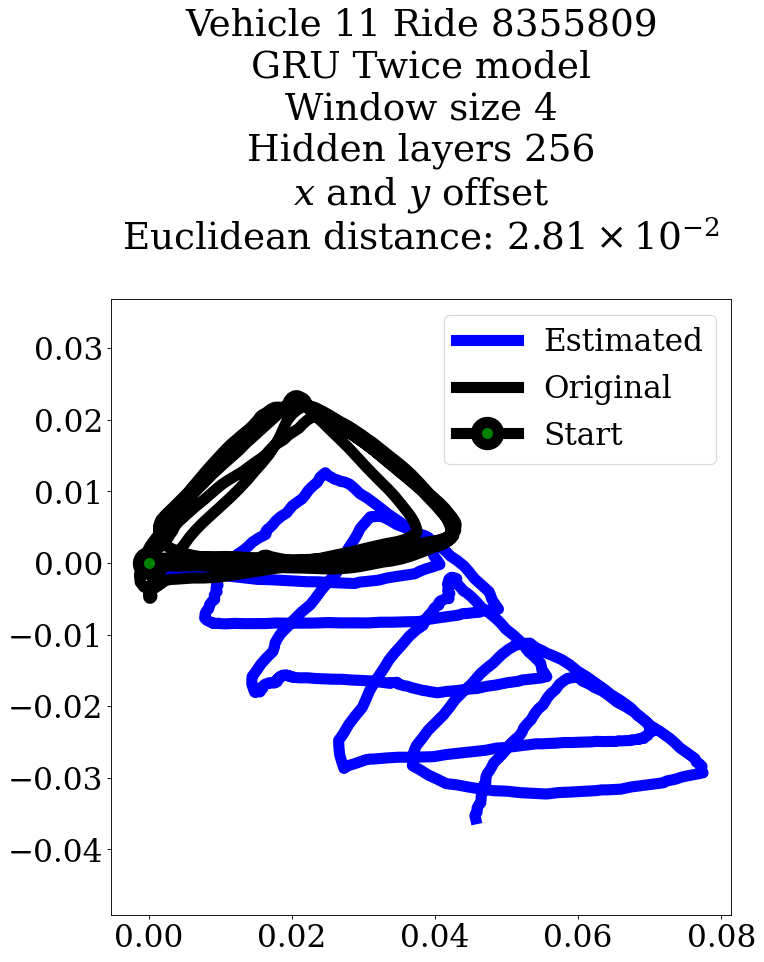 Vehicle 11 Ride 8355809
GRU Twice model
Window size 4
Hidden layers 256
x and y offset
Euclidean distance: 2.81 × 10⁻²
Estimated
Original
Start
0.03
0.02
0.01
0.00
−0.01
−0.02
−0.03
−0.04
0.00 0.02 0.04 0.06 0.08